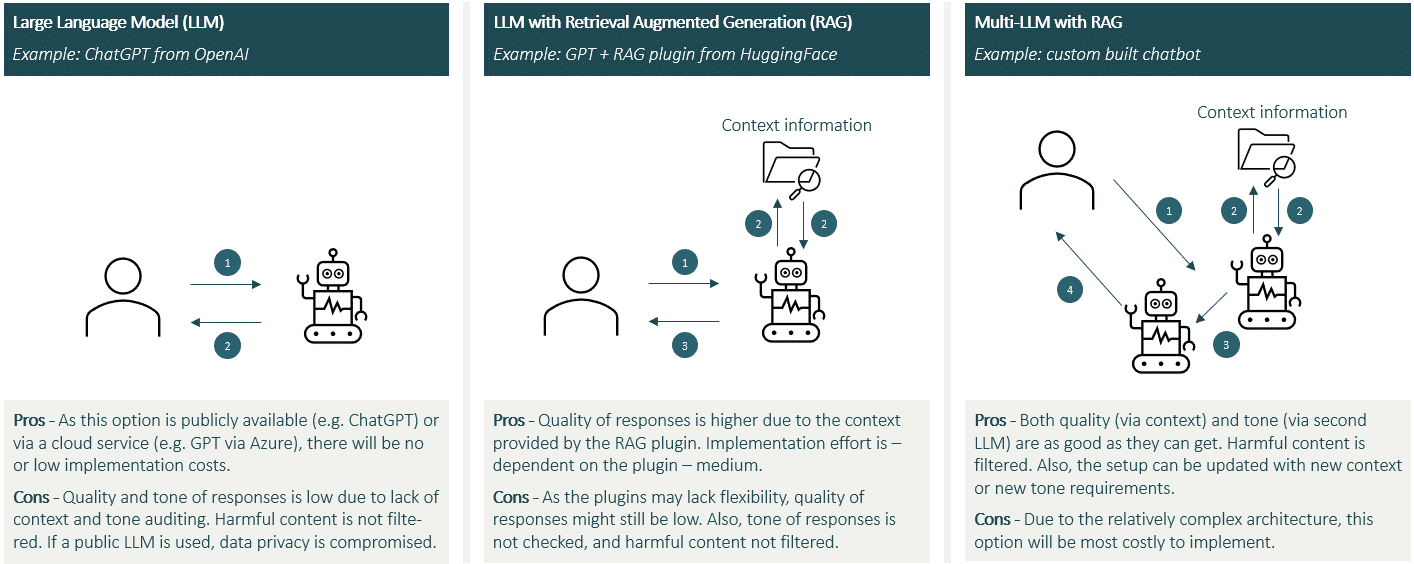 Large Language Model (LLM)
Example: ChatGPT from OpenAI
1
2
Pros - As this option is publicly available (e.g. ChatGPT) or
via a cloud service (e.g. GPT via Azure), there will be no
or low implementation costs.
Cons - Quality and tone of responses is low due to lack of
context and tone auditing. Harmful content is not filte-
red. If a public LLM is used, data privacy is compromised.
LLM with Retrieval Augmented Generation (RAG)
Example: GPT + RAG plugin from HuggingFace
Context information
2
2
1
3
Pros - Quality of responses is higher due to the context
provided by the RAG plugin. Implementation effort is –
dependent on the plugin – medium.
Cons - As the plugins may lack flexibility, quality of
responses might still be low. Also, tone of responses is
not checked, and harmful content not filtered.
Multi-LLM with RAG
Example: custom built chatbot
Context information
1
2
2
4
3
Pros - Both quality (via context) and tone (via second
LLM) are as good as they can get. Harmful content is
filtered. Also, the setup can be updated with new context
or new tone requirements.
Cons - Due to the relatively complex architecture, this
option will be most costly to implement.